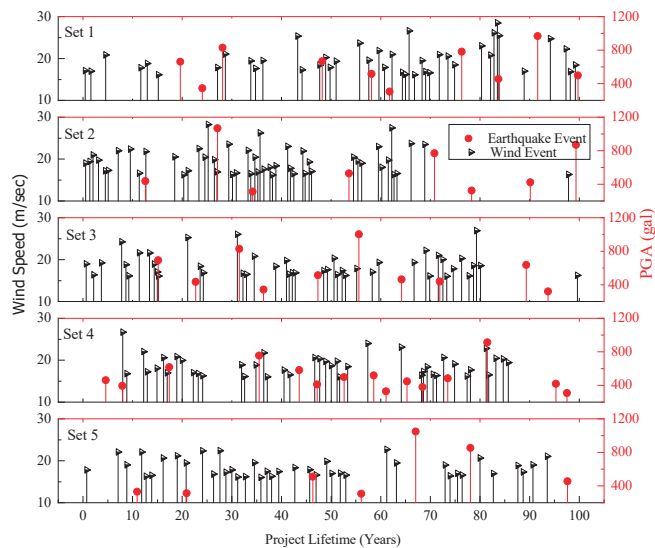 Set 1
Set 2
Set 3
Set 4
Set 5
30
20
10
30
20
10
30
20
10
30
20
10
30
20
10
1200
800
400
1200
800
400
1200
800
400
1200
800
400
1200
800
400
Earthquake Event
Wind Event
Wind Speed (m/sec)
PGA (gal)
0 10 20 30 40 50 60 70 80 90 100
Project Lifetime (Years)